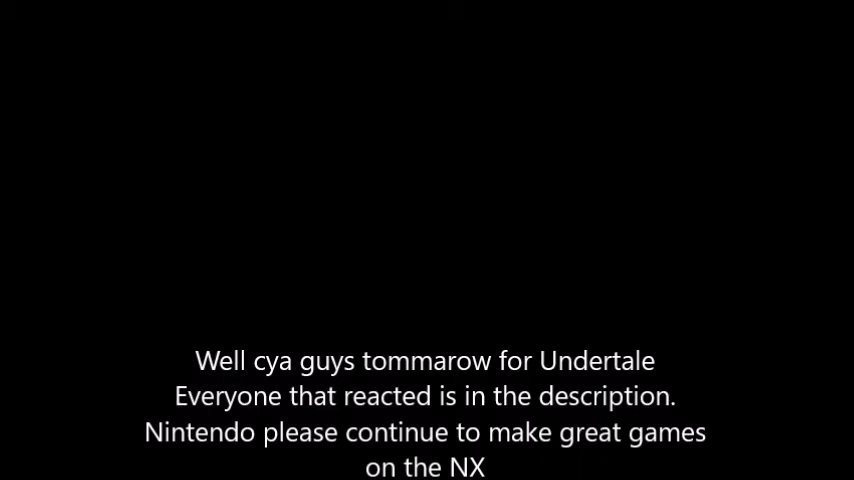 Well cya guys tommarow for Undertale
Everyone that reacted is in the description.
Nintendo please continue to make great games
on the NX